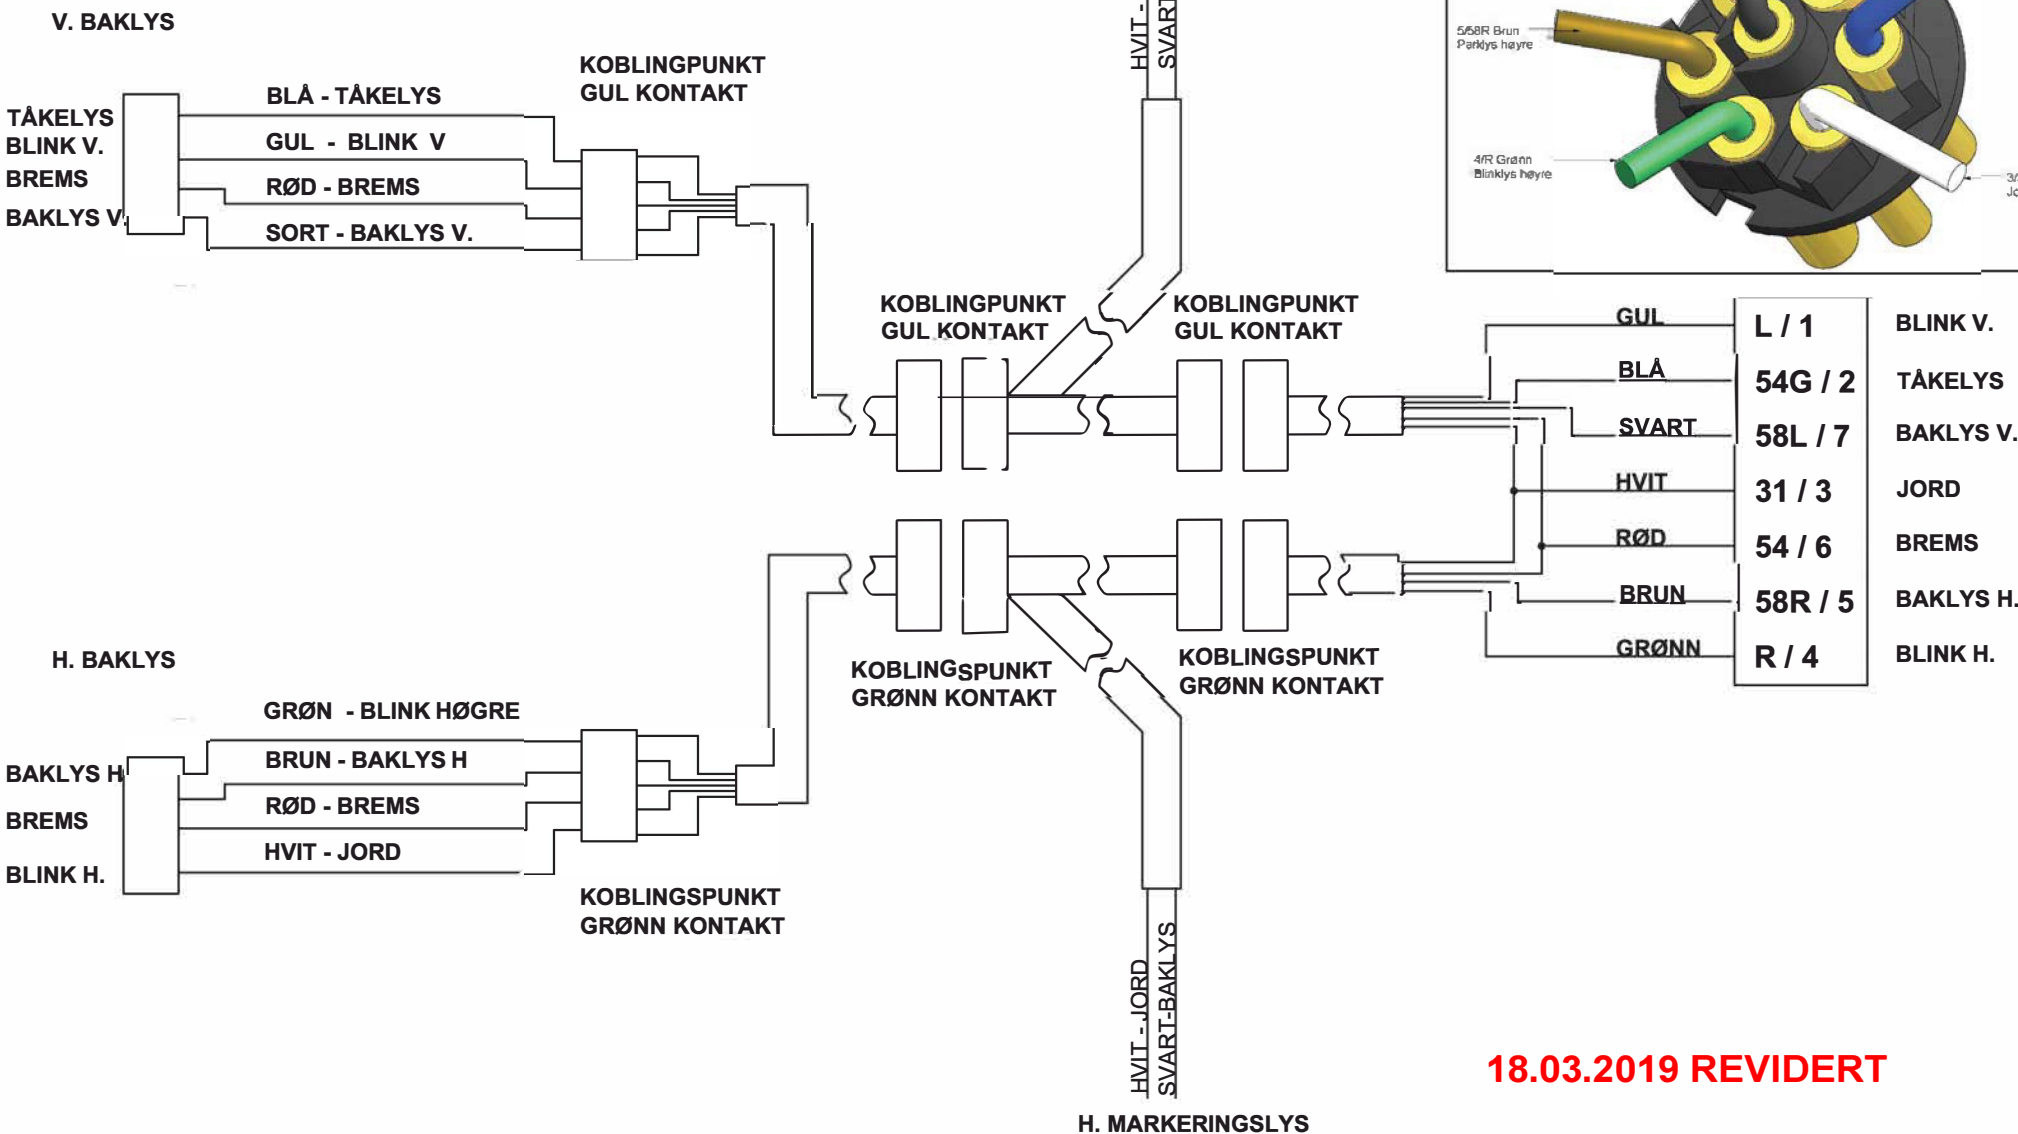 V. BAKLYS
TÅKELYS
BLINK V.
BREMS
BAKLYS V.
BLÅ - TÅKELYS
GUL - BLINK V
RØD - BREMS
SORT - BAKLYS V.
KOBLINGPUNKT
GUL KONTAKT
HVIT -
SVART
5/58R Brun
Parklys høyre
4/R Grønn
Blinklys høyre
KOBLINGPUNKT
GUL KONTAKT
KOBLINGPUNKT
GUL KONTAKT
GUL
L / 1
BLINK V.
BLÅ
54G / 2
TÅKELYS
SVART
58L / 7
BAKLYS V.
HVIT
31 / 3
JORD
RØD
54 / 6
BREMS
BRUN
58R / 5
BAKLYS H.
GRØNN
R / 4
BLINK H.
KOBLINGSPUNKT
GRØNN KONTAKT
KOBLINGSPUNKT
GRØNN KONTAKT
H. BAKLYS
BAKLYS H
BREMS
BLINK H.
GRØN - BLINK HØGRE
BRUN - BAKLYS H
RØD - BREMS
HVIT - JORD
KOBLINGSPUNKT
GRØNN KONTAKT
HVIT - JORD
SVART-BAKLYS
H. MARKERINGSLYS
18.03.2019 REVIDERT